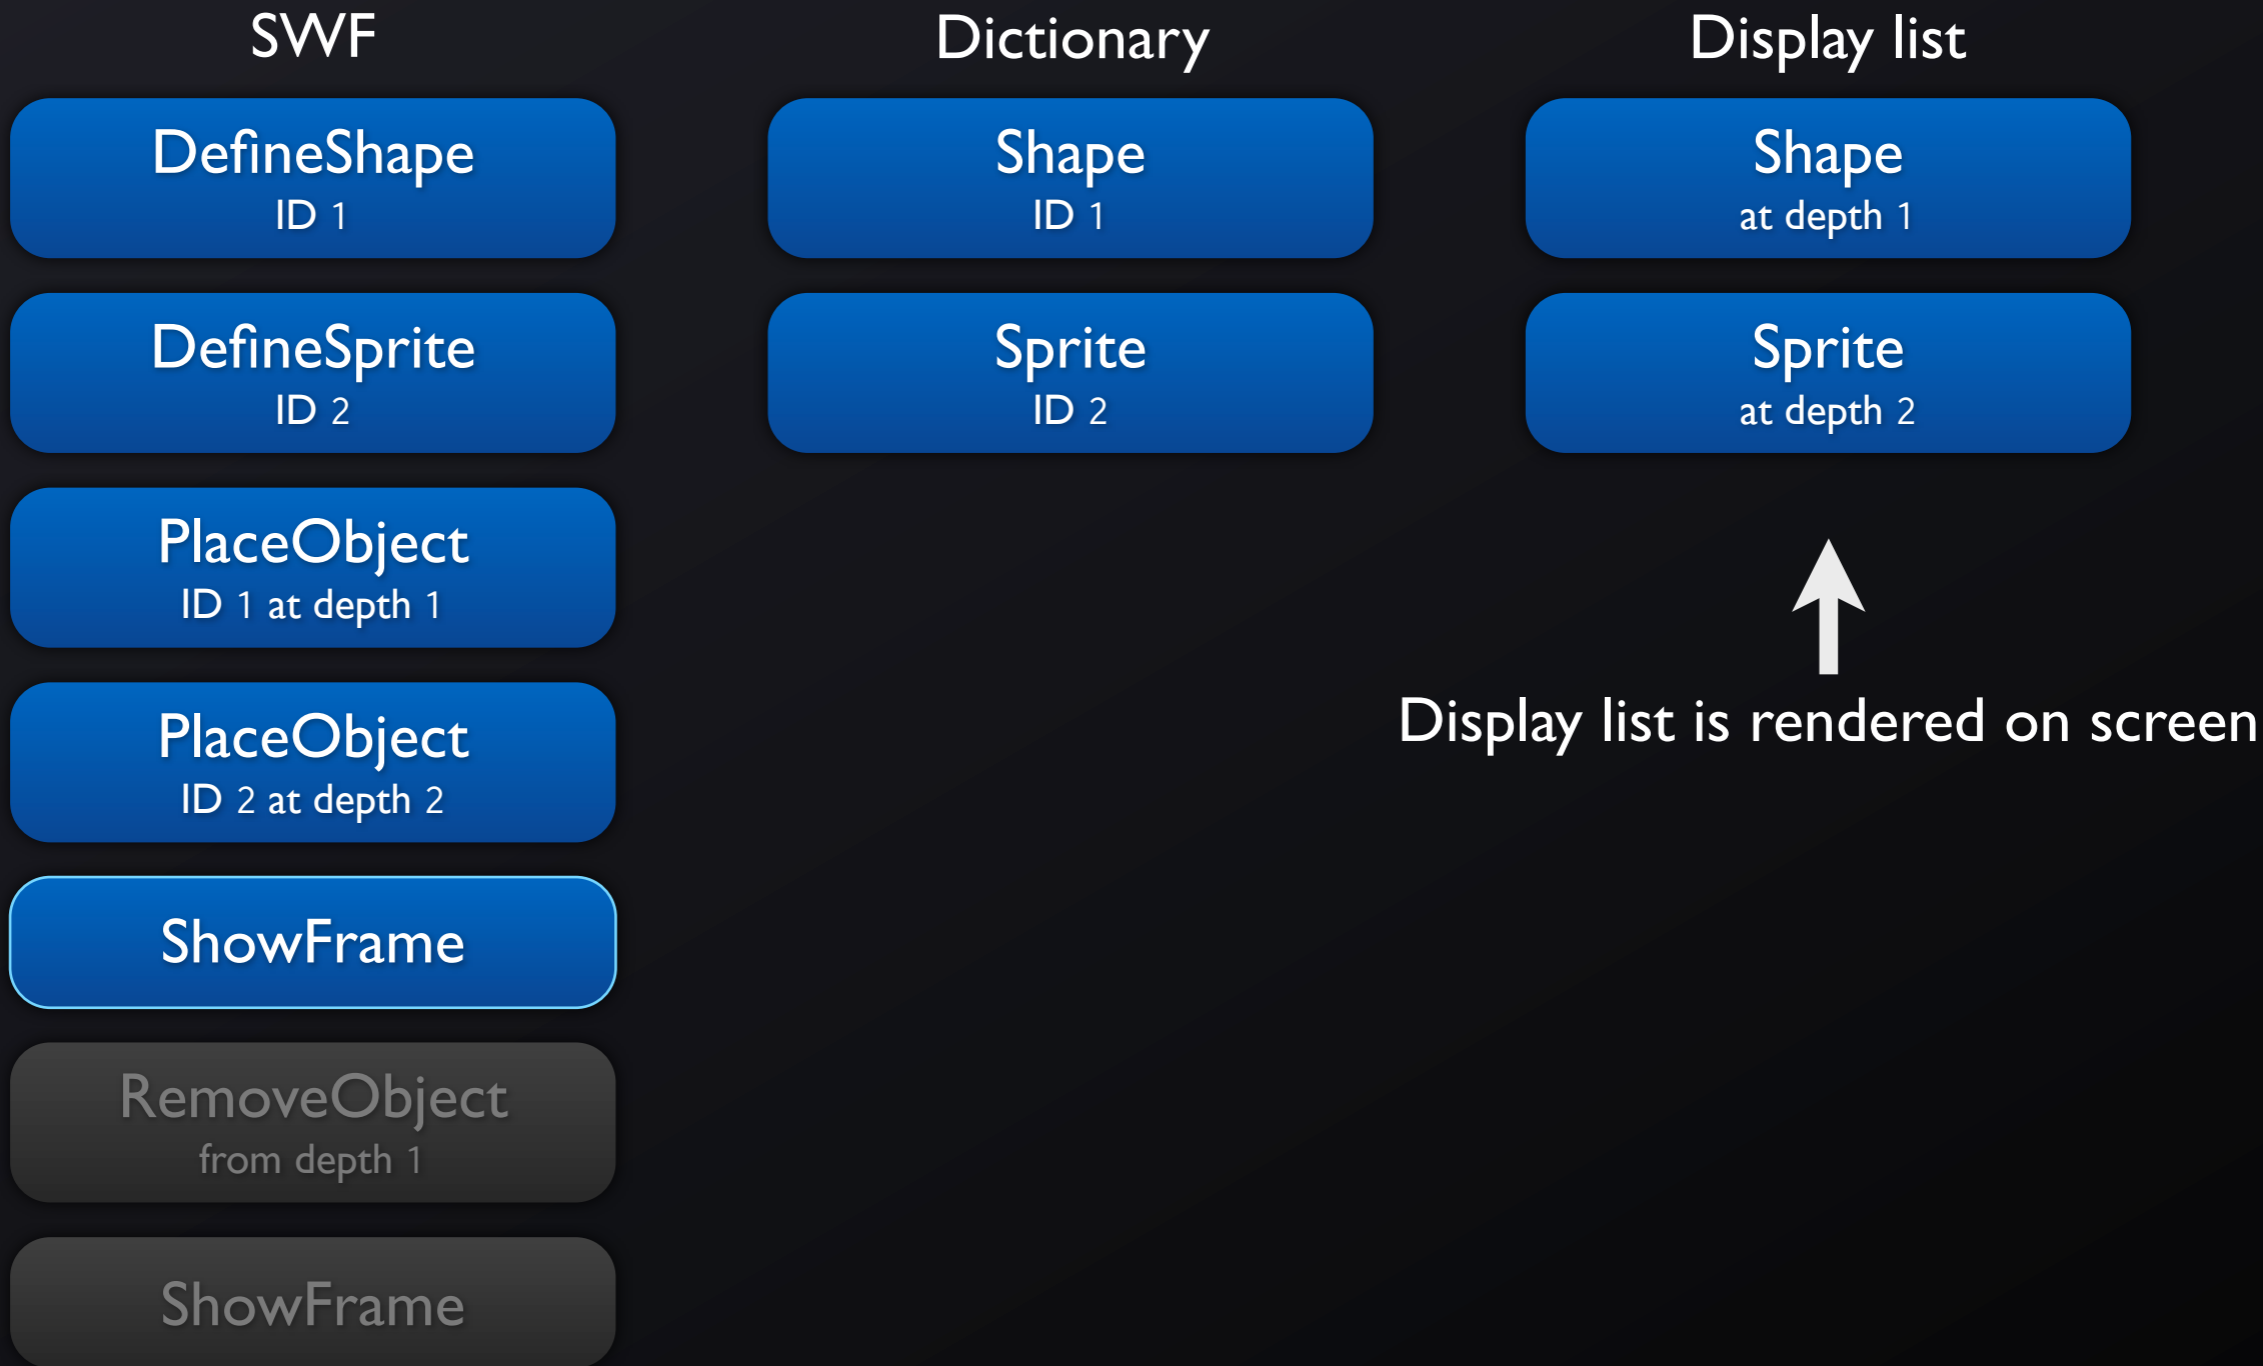 SWF
DefineShape
ID 1
DefineSprite
ID 2
PlaceObject
ID 1 at depth 1
PlaceObject
ID 2 at depth 2
ShowFrame
RemoveObject
from depth 1
ShowFrame
Dictionary
Shape
ID 1
Sprite
ID 2
Display list
Shape
at depth 1
Sprite
at depth 2
Display list is rendered on screen